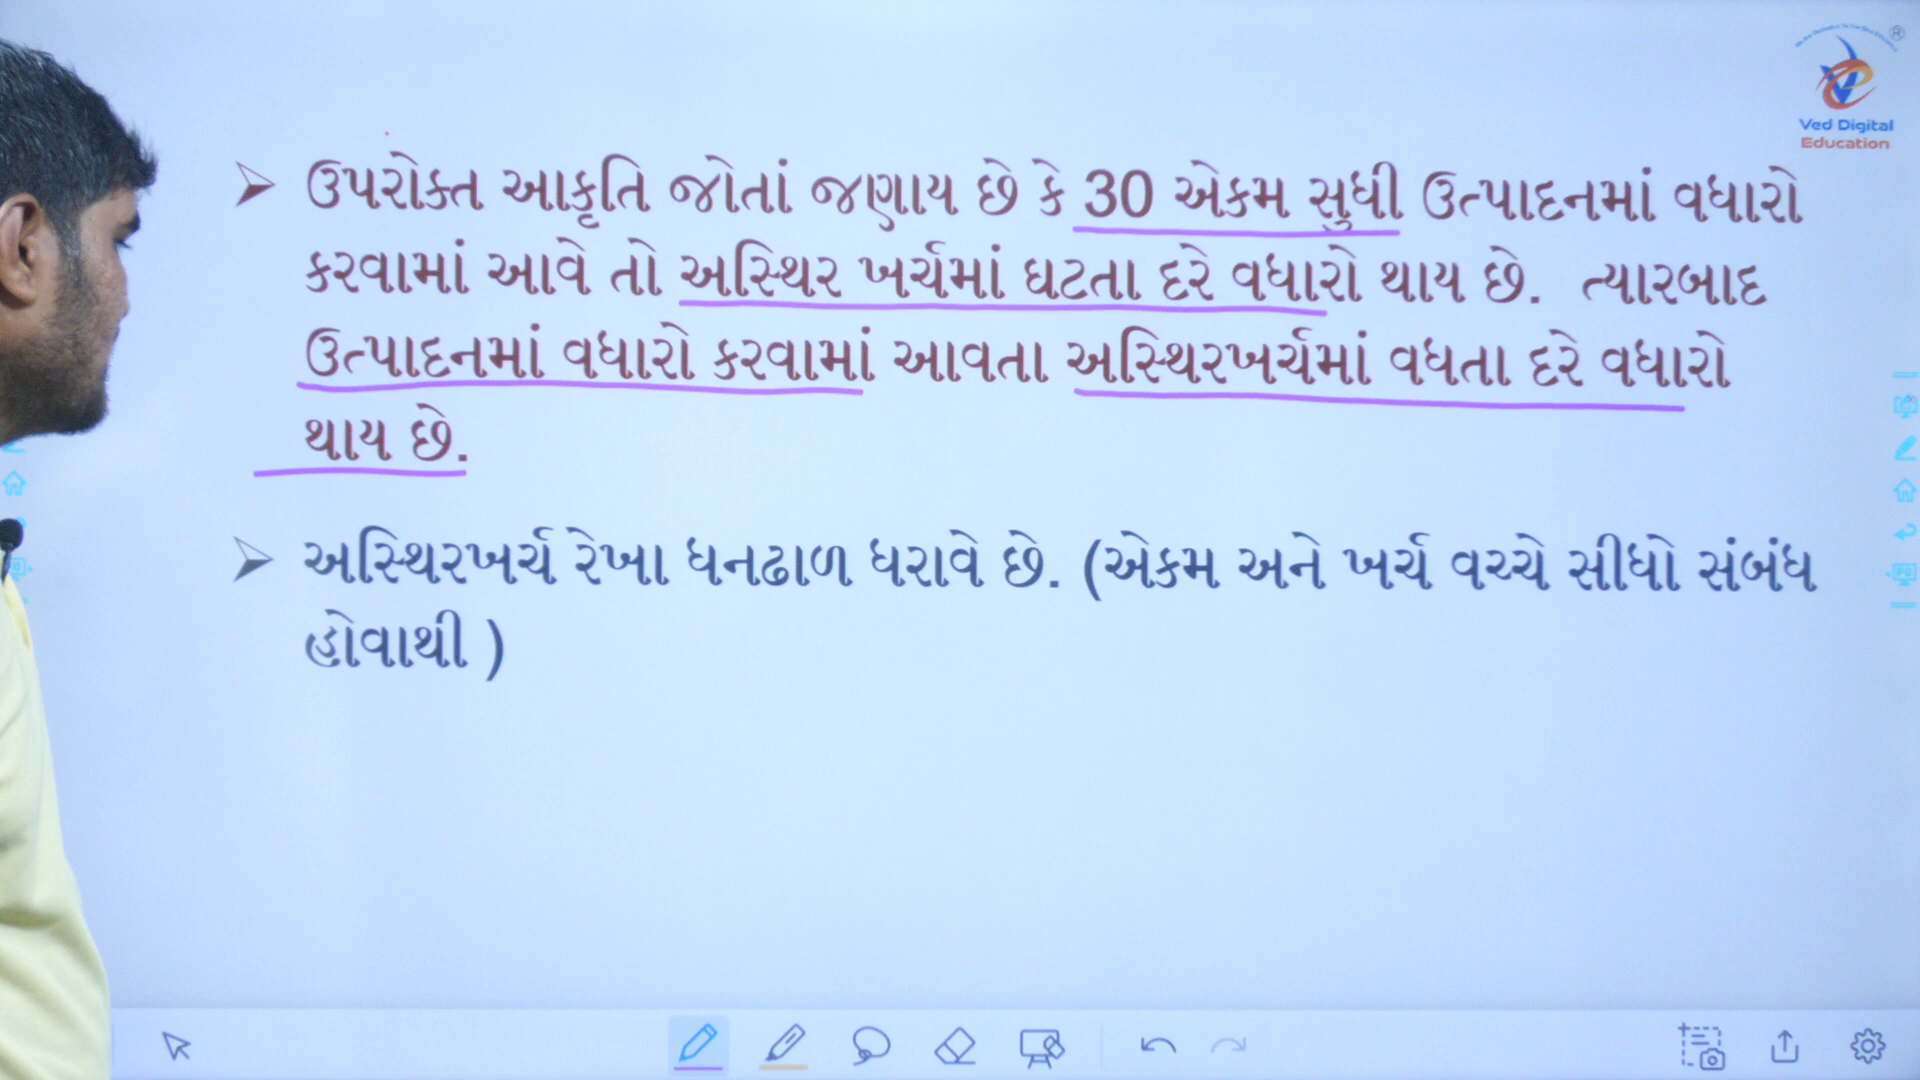 Ved Digital
Education
ઉપરોક્ત આકૃતિ જોતાં જણાય છે કે 30 એકમ સુધી ઉત્પાદનમાં વધારો
કરવામાં આવે તો અસ્થિર ખર્ચમાં ઘટતા દરે વધારો થાય છે. ત્યારબાદ
ઉત્પાદનમાં વધારો કરવામાં આવતા અસ્થિરખર્ચમાં વધતા દરે વધારો
થાય છે.
અસ્થિરખર્ચ રેખા ધનઢાળ ધરાવે છે. (એકમ અને ખર્ચ વચ્ચે સીધો સંબંધ
હોવાથી )